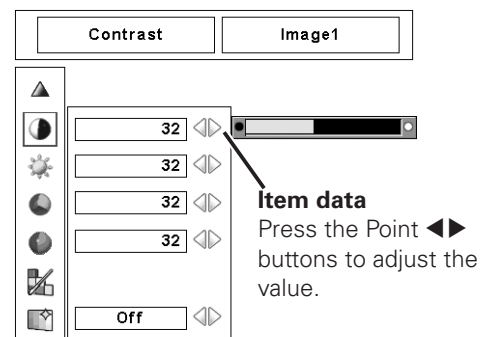 Contrast Image1
32
32
32
32
Off
Item data
Press the Point ◀▶
buttons to adjust the
value.